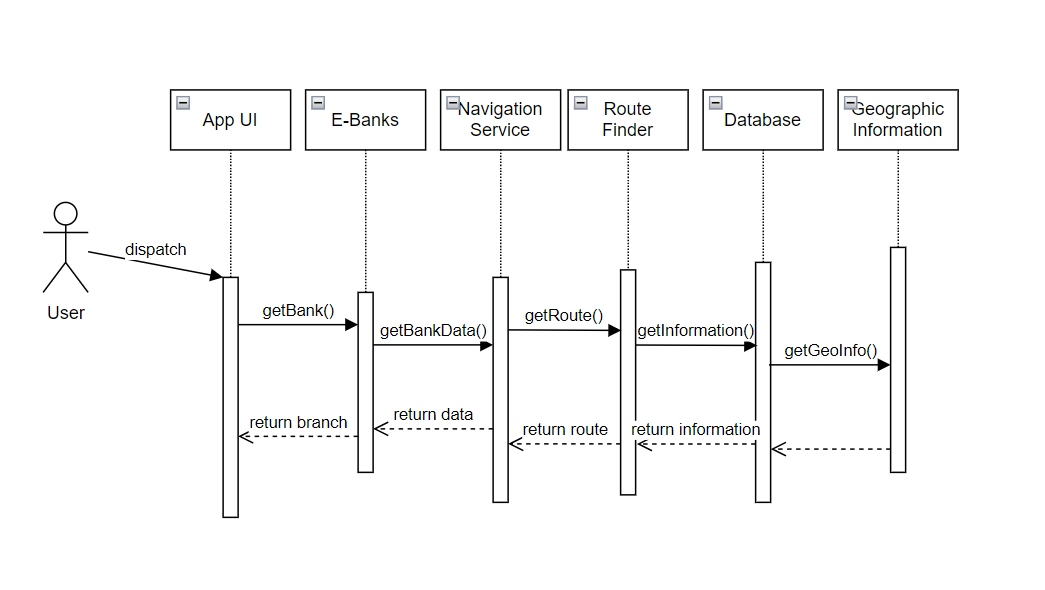 App UI
E-Banks
Navigation
Service
Route
Finder
Database
Geographic
Information
dispatch
User
getBank()
getBankData()
getRoute()
getInformation()
getGeoInfo()
return branch
return data
return route
return information